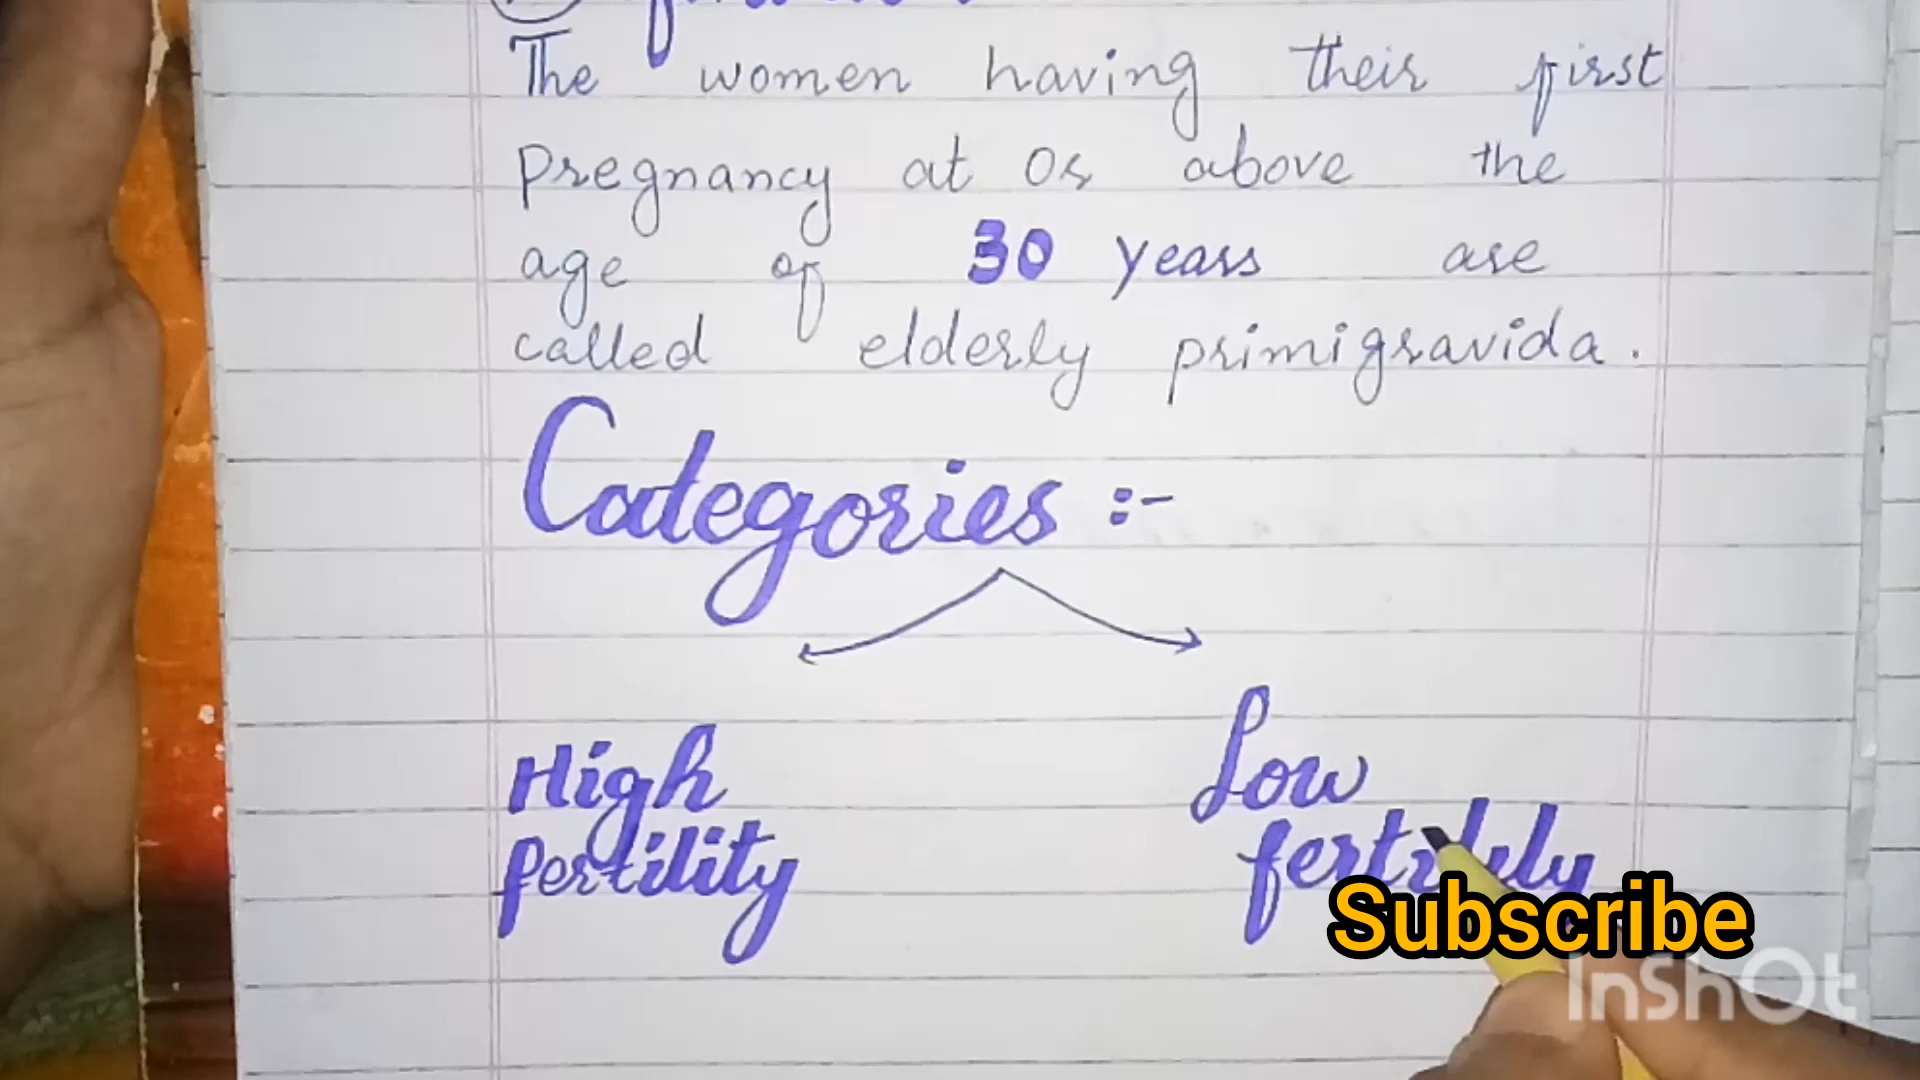 The women having their first
pregnancy at or above the
age of 30 years are
called elderly primigravida.
Categories :-
High Low
fertility fertility
Subscribe
InShOt